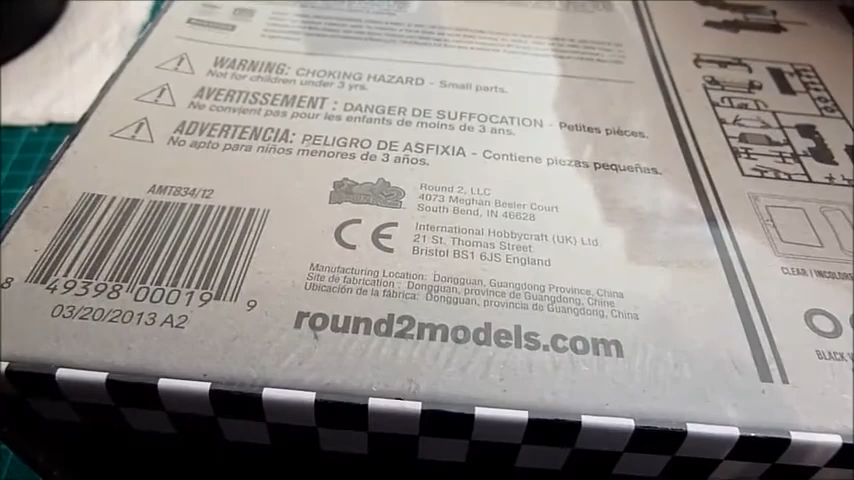 WARNING: CHOKING HAZARD - Small parts.
Not for children under 3 yrs.
AVERTISSEMENT : DANGER DE SUFFOCATION - Petites pièces.
Ne convient pas pour les enfants de moins de 3 ans.
ADVERTENCIA: PELIGRO DE ASFIXIA - Contiene piezas pequeñas.
No apto para niños menores de 3 años.
AMT834/12
8 49398 00019 9
03/20/2013 A2
Round 2, LLC
4073 Meghan Beeler Court
South Bend, IN 46628
CE
International Hobbycraft (UK) Ltd
21 St. Thomas Street
Bristol BS1 6JS England
Manufacturing Location: Dongguan, Guangdong Province, China
Site de fabrication : Dongguan, province de Guangdong, Chine
Ubicación de la fábrica: Dongguan, provincia de Guangdong, China
Round2models.com
CLEAR / INCOLORE